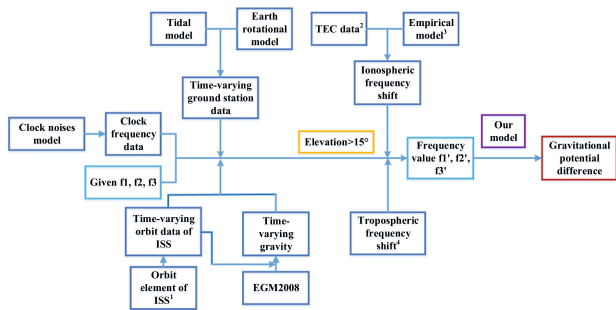 Tidal
model
Earth
rotational
model
TEC data²
Empirical
model³
Time-varying
ground station
data
Ionospheric
frequency
shift
Clock noises
model
Clock
frequency
data
Elevation>15°
Frequency
value f1', f2',
f3'
Our
model
Gravitational
potential
difference
Given f1, f2, f3
Time-varying
orbit data of
ISS
Time-
varying
gravity
Tropospheric
frequency
shift⁴
Orbit
element of
ISS¹
EGM2008